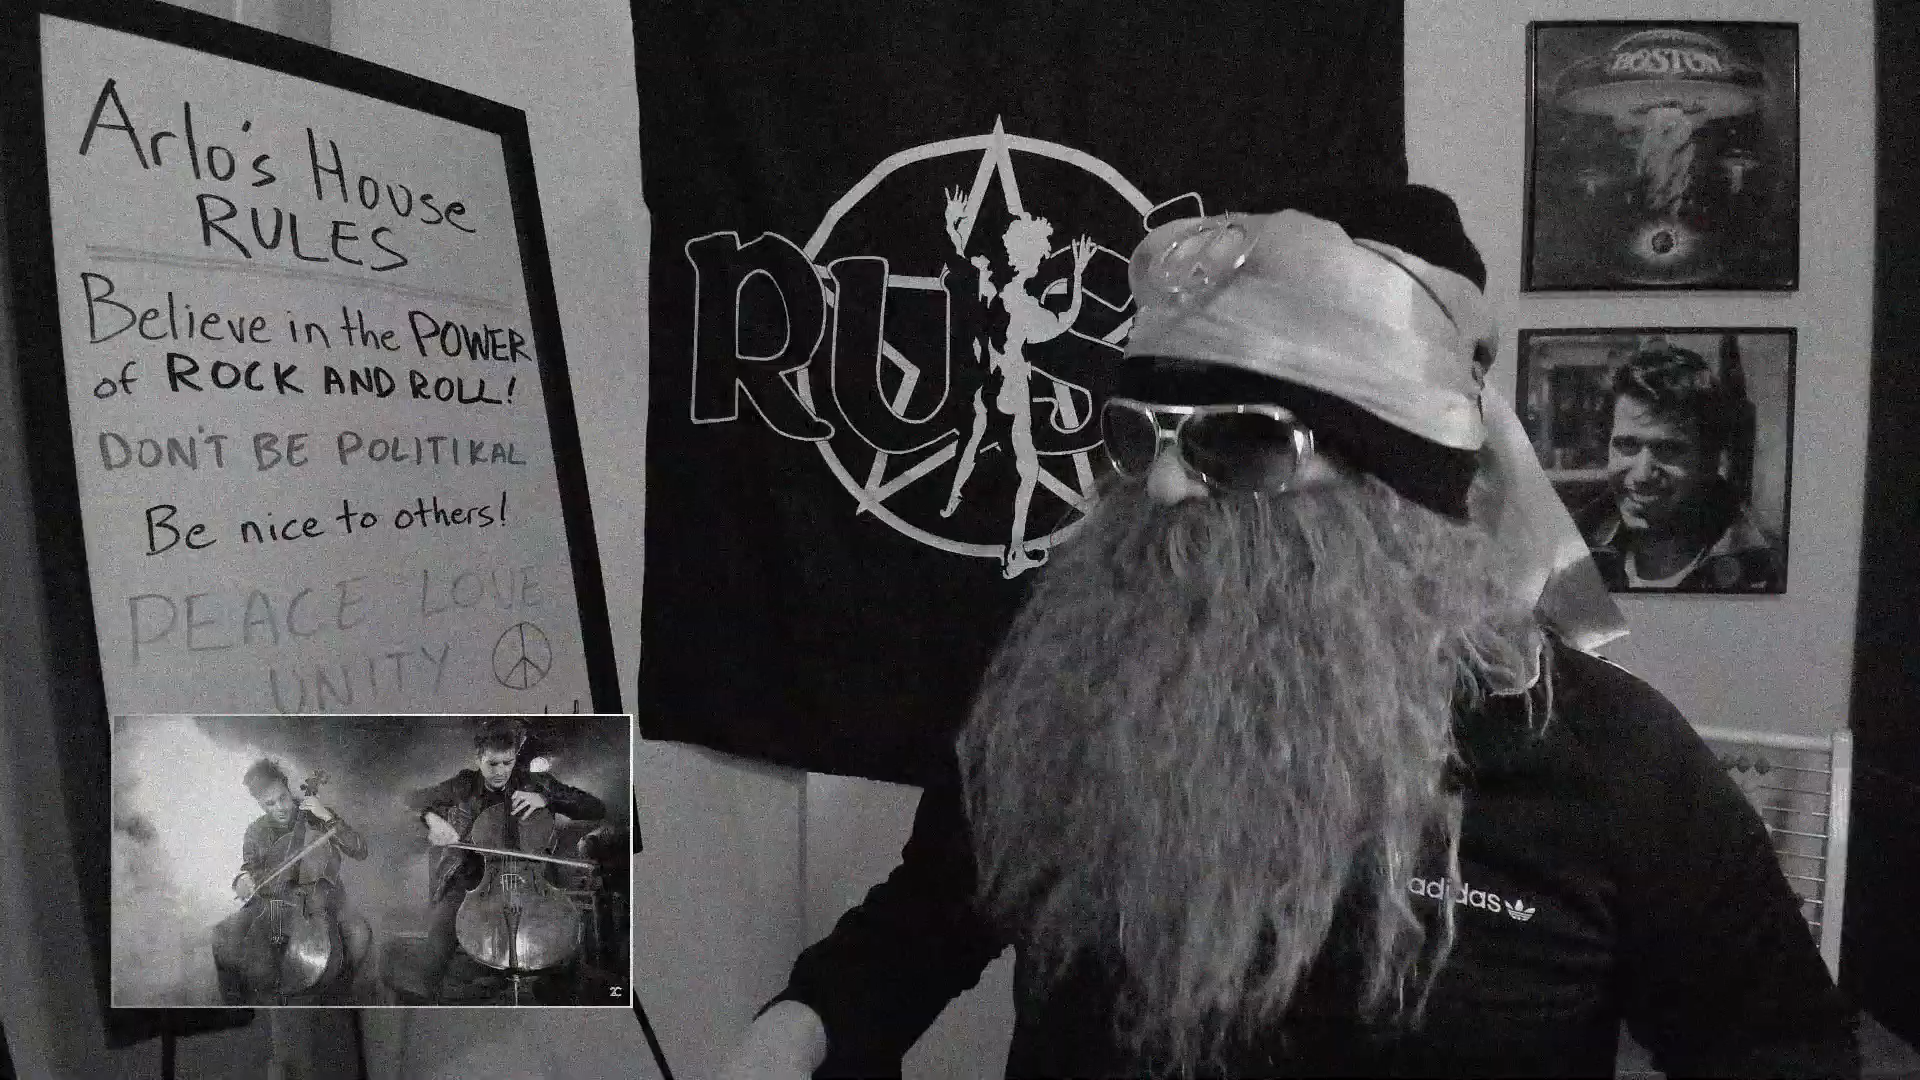 Arlo's House
RULES
Believe in the POWER
of ROCK AND ROLL!
DON'T BE POLITIKAL
Be nice to others!
PEACE LOVE
UNITY
RUS
BOSTON
adidas
2C